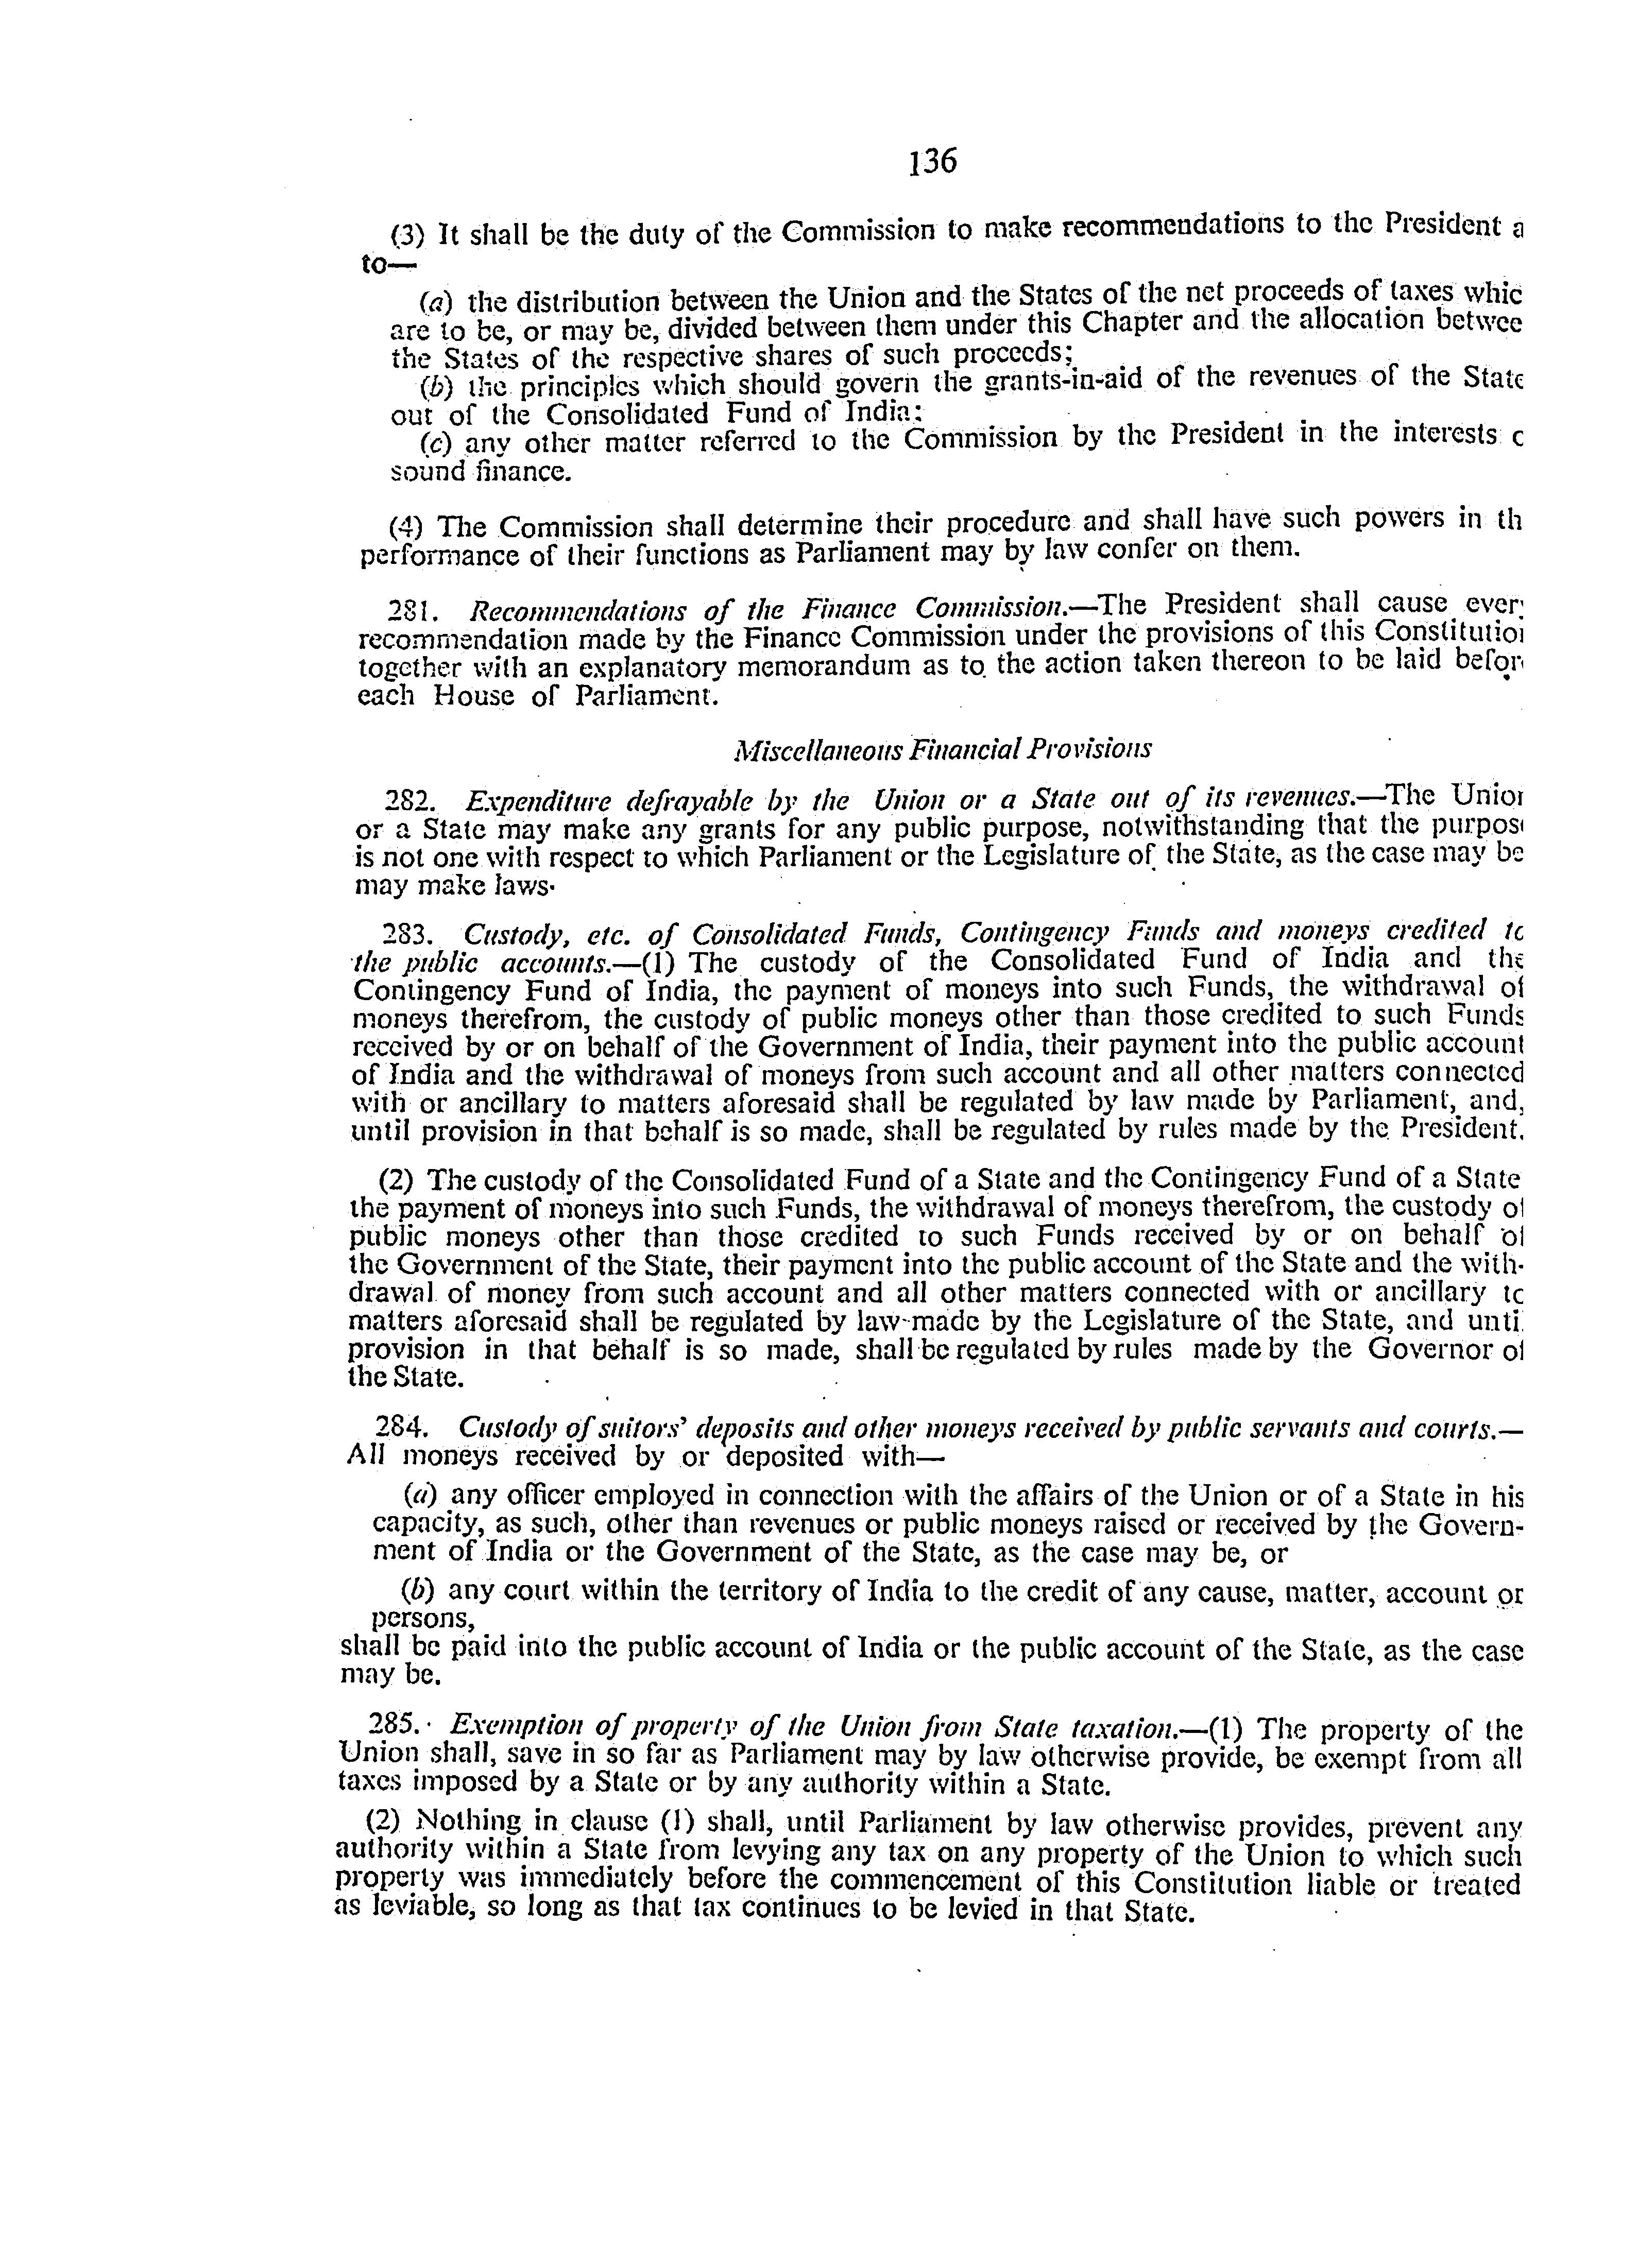 136
(3) It shall be the duty of the Commission to make recommendations to the President a
to—
(a) the distribution between the Union and the States of the net proceeds of taxes whic
are to be, or may be, divided between them under this Chapter and the allocation betwee
the States of the respective shares of such proceeds;
(b) the principles which should govern the grants-in-aid of the revenues of the State
out of the Consolidated Fund of India;
(c) any other matter referred to the Commission by the President in the interests o
sound finance.
(4) The Commission shall determine their procedure and shall have such powers in th
performance of their functions as Parliament may by law confer on them.
281. Recommendations of the Finance Commission.—The President shall cause ever
recommendation made by the Finance Commission under the provisions of this Constitution
together with an explanatory memorandum as to the action taken thereon to be laid before
each House of Parliament.
Miscellaneous Financial Provisions
282. Expenditure defrayable by the Union or a State out of its revenues.—The Union
or a State may make any grants for any public purpose, notwithstanding that the purpose
is not one with respect to which Parliament or the Legislature of the State, as the case may be
may make laws.
283. Custody, etc. of Consolidated Funds, Contingency Funds and moneys credited to
the public accounts.—(1) The custody of the Consolidated Fund of India and the
Contingency Fund of India, the payment of moneys into such Funds, the withdrawal of
moneys therefrom, the custody of public moneys other than those credited to such Funds
received by or on behalf of the Government of India, their payment into the public account
of India and the withdrawal of moneys from such account and all other matters connected
with or ancillary to matters aforesaid shall be regulated by law made by Parliament, and,
until provision in that behalf is so made, shall be regulated by rules made by the President.
(2) The custody of the Consolidated Fund of a State and the Contingency Fund of a State
the payment of moneys into such Funds, the withdrawal of moneys therefrom, the custody of
public moneys other than those credited to such Funds received by or on behalf of
the Government of the State, their payment into the public account of the State and the with-
drawal of money from such account and all other matters connected with or ancillary to
matters aforesaid shall be regulated by law made by the Legislature of the State, and until
provision in that behalf is so made, shall be regulated by rules made by the Governor of
the State.
284. Custody of suitors' deposits and other moneys received by public servants and courts.—
All moneys received by or deposited with—
(a) any officer employed in connection with the affairs of the Union or of a State in his
capacity, as such, other than revenues or public moneys raised or received by the Govern-
ment of India or the Government of the State, as the case may be, or
(b) any court within the territory of India to the credit of any cause, matter, account or
persons,
shall be paid into the public account of India or the public account of the State, as the case
may be.
285. Exemption of property of the Union from State taxation.—(1) The property of the
Union shall, save in so far as Parliament may by law otherwise provide, be exempt from all
taxes imposed by a State or by any authority within a State.
(2) Nothing in clause (1) shall, until Parliament by law otherwise provides, prevent any
authority within a State from levying any tax on any property of the Union to which such
property was immediately before the commencement of this Constitution liable or treated
as leviable, so long as that tax continues to be levied in that State.